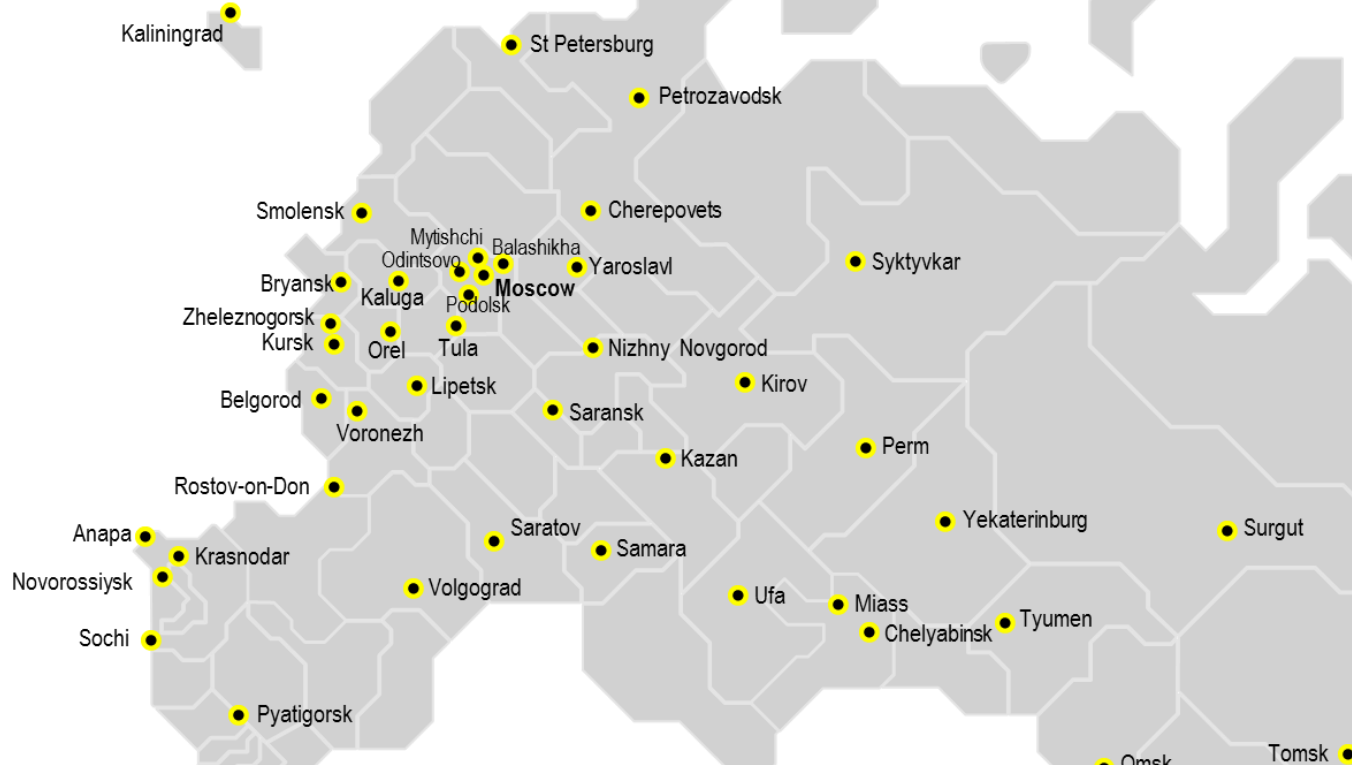 Kaliningrad
St Petersburg
Petrozavodsk
Smolensk
Cherepovets
Mytishchi
Balashikha
Odintsovo
Yaroslavl
Syktyvkar
Bryansk
Kaluga
Moscow
Podolsk
Zheleznogorsk
Kursk
Orel
Tula
Nizhny Novgorod
Kirov
Lipetsk
Belgorod
Saransk
Voronezh
Perm
Kazan
Rostov-on-Don
Yekaterinburg
Surgut
Anapa
Saratov
Samara
Krasnodar
Novorossiysk
Volgograd
Ufa
Miass
Tyumen
Chelyabinsk
Sochi
Pyatigorsk
Tomsk
Omsk